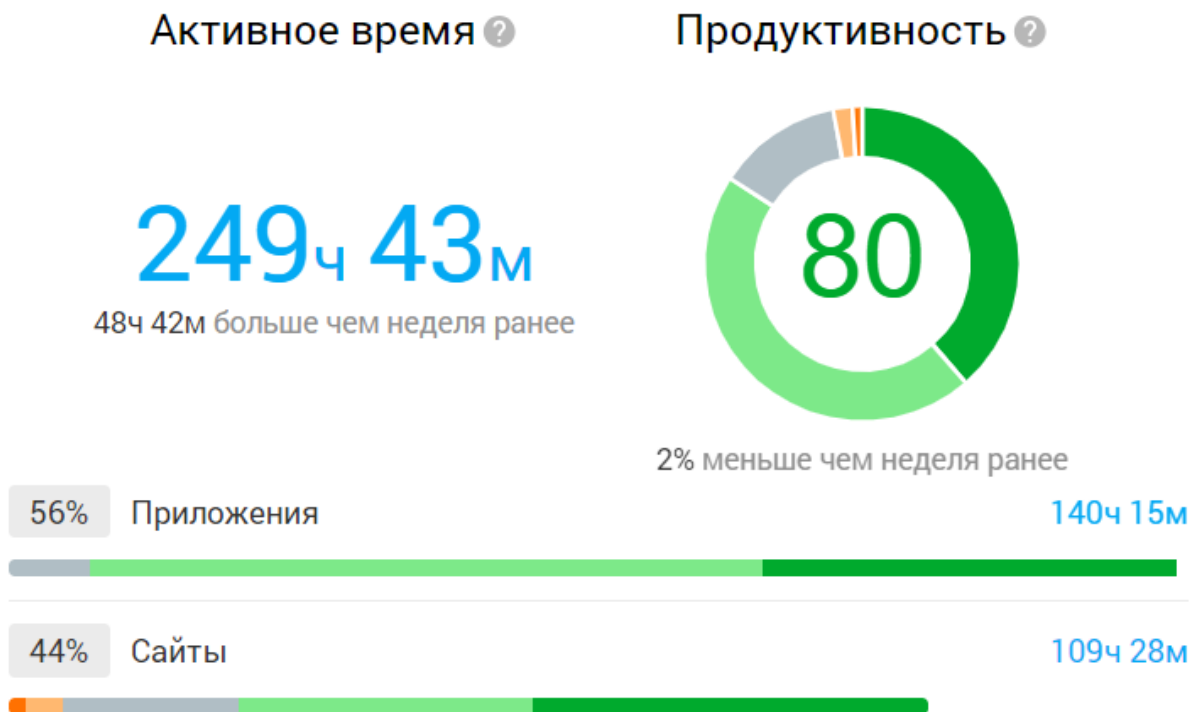 Активное время ?
Продуктивность ?
249ч 43м
48ч 42м больше чем неделя ранее
80
2% меньше чем неделя ранее
56% Приложения 140ч 15м
44% Сайты 109ч 28м